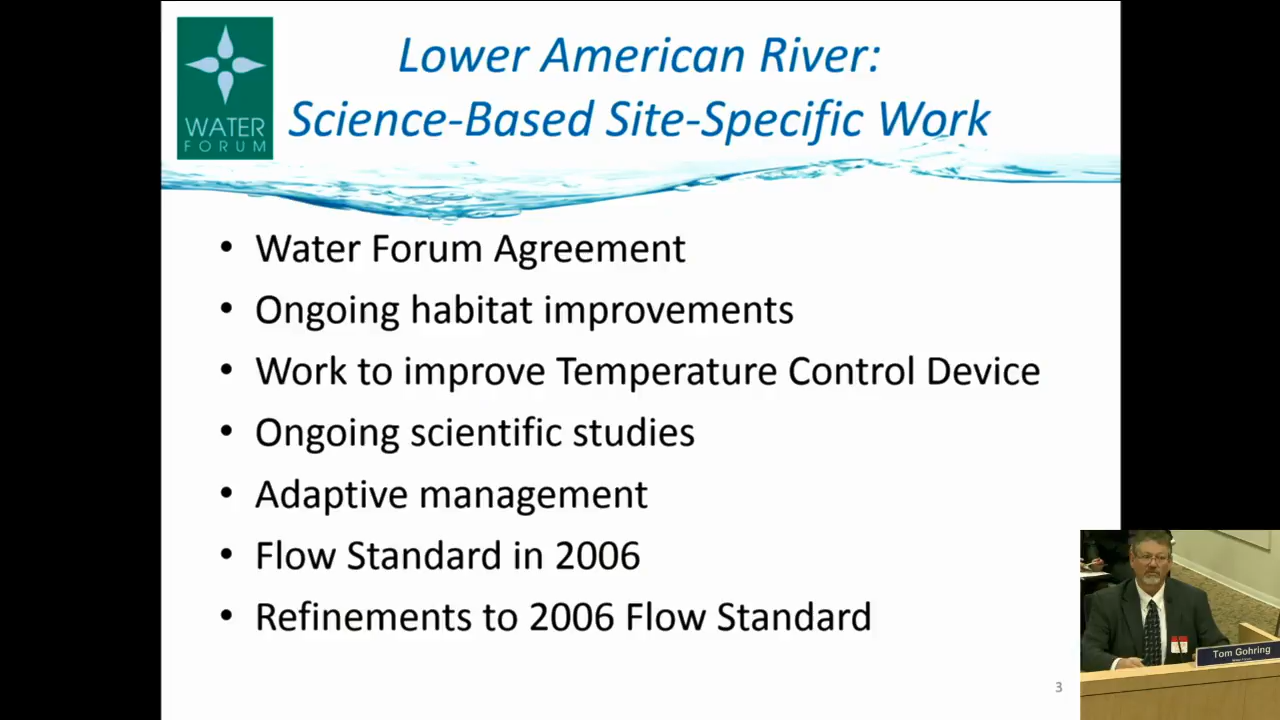 Lower American River:
Science-Based Site-Specific Work
WATER
FORUM
• Water Forum Agreement
• Ongoing habitat improvements
• Work to improve Temperature Control Device
• Ongoing scientific studies
• Adaptive management
• Flow Standard in 2006
• Refinements to 2006 Flow Standard
3
Tom Gohring